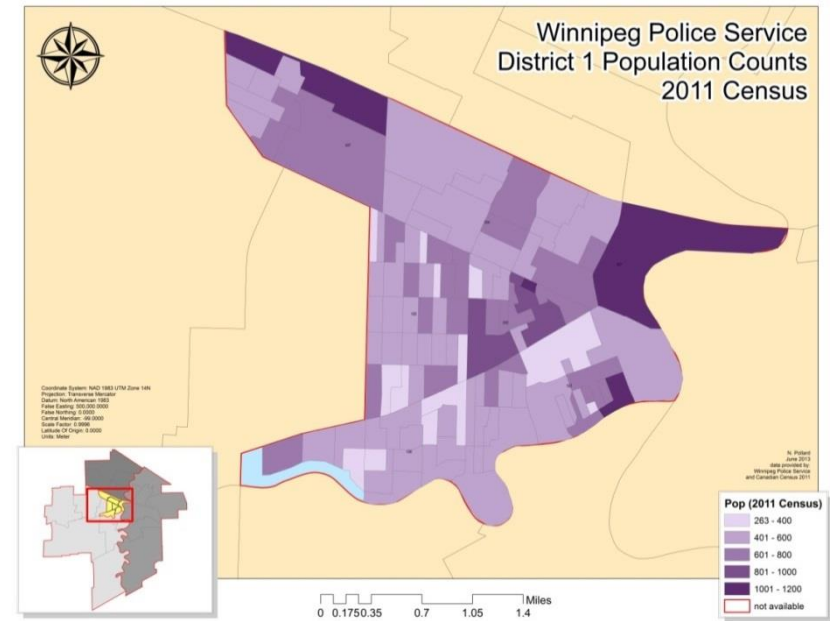 Winnipeg Police Service
District 1 Population Counts
2011 Census
Coordinate System: NAD 1983 UTM Zone 14N
Projection: Transverse Mercator
Datum: North American 1983
False Easting: 500,000.0000
False Northing: 0.0000
Central Meridian: -99.0000
Scale Factor: 0.9996
Latitude Of Origin: 0.0000
Units: Meter
N. Pollard
June 2013
data provided by:
Winnipeg Police Service
and Canadian Census 2011
Pop (2011 Census)
263 - 400
401 - 600
601 - 800
801 - 1000
1001 - 1200
not available
Miles
0 0.175 0.35 0.7 1.05 1.4